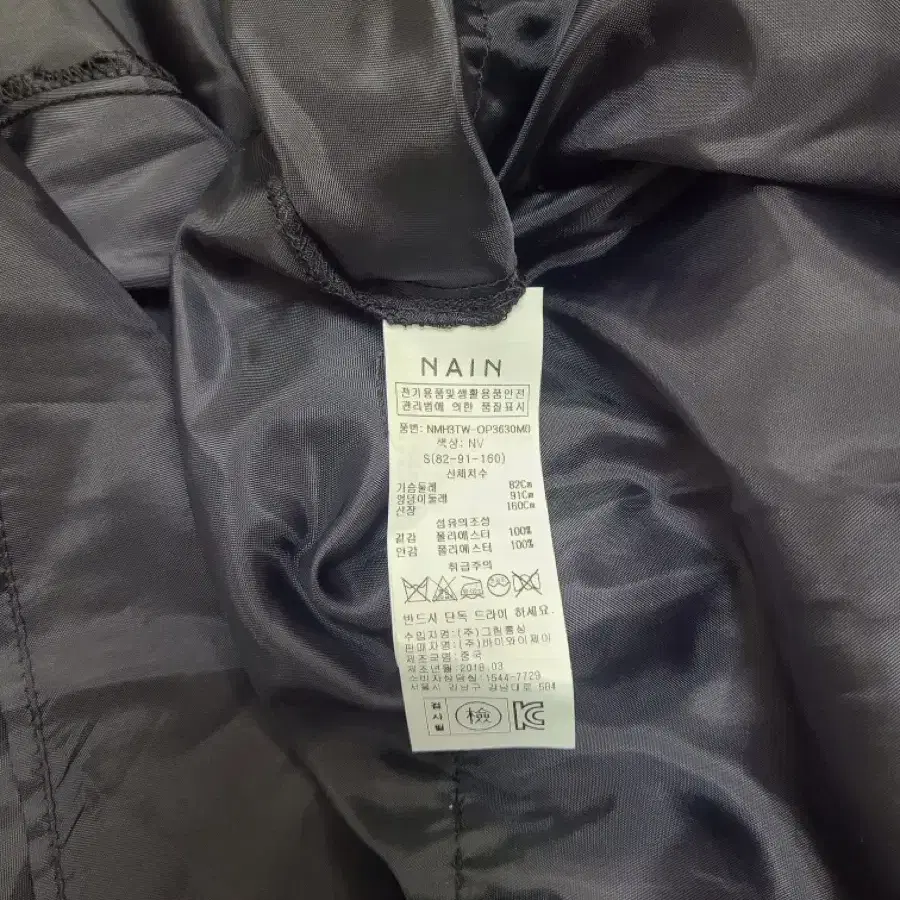 NAIN
전기용품및생활용품안전
관리법에 의한 품질표시
품번: NMH3TW-OP3630M0
색상: NV
S(82-91-160)
신체치수
가슴둘레 82Cm
엉덩이둘레 91Cm
신장 160Cm
섬유의조성
겉감 폴리에스터 100%
안감 폴리에스터 100%
취급주의
반드시 단독 드라이 하세요.
수입자명:(주)그림통상
판매자명:(주)바이와이제이
제조국명:중국
제조년월:2018.03
소비자상담실:1544-7729
서울시 강남구 강남대로 584
검사필
檢